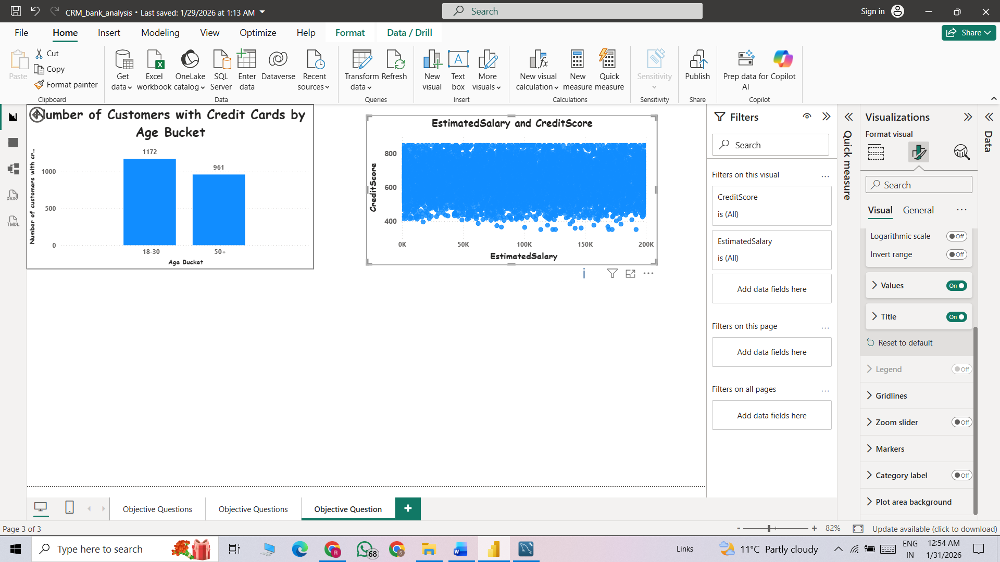 CRM_bank_analysis • Last saved: 1/29/2026 at 1:13 AM
Search
Sign in
File Home Insert Modeling View Optimize Help Format Data / Drill
Share
Paste
Cut
Copy
Format painter
Clipboard
Get data
Excel workbook
OneLake catalog
SQL Server
Enter data
Dataverse
Recent sources
Data
Transform data
Refresh
Queries
New visual
Text box
More visuals
Insert
New visual calculation
New measure
Quick measure
Calculations
Sensitivity
Sensitivity
Publish
Share
Prep data for AI
Copilot
Copilot
DAX
TMDL
Number of Customers with Credit Cards by
Age Bucket
Number of customers with cr...
1172
961
1000
500
0
18-30
50+
Age Bucket
EstimatedSalary and CreditScore
CreditScore
800
600
400
0K 50K 100K 150K 200K
EstimatedSalary
Filters
Search
Filters on this visual ...
CreditScore
is (All)
EstimatedSalary
is (All)
Add data fields here
Filters on this page ...
Add data fields here
Filters on all pages ...
Add data fields here
Quick measure
Visualizations
Format visual
Search
Visual General ...
Logarithmic scale Off
Invert range Off
Values On
Title On
Reset to default
Legend Off
Gridlines
Zoom slider Off
Markers
Category label Off
Plot area background
Data
Objective Questions
Objective Questions
Objective Question
+
Page 3 of 3
- + 82%
Update available (click to download)
Type here to search
68
R
S
Links
11°C Partly cloudy
ENG
IN
12:54 AM
1/31/2026